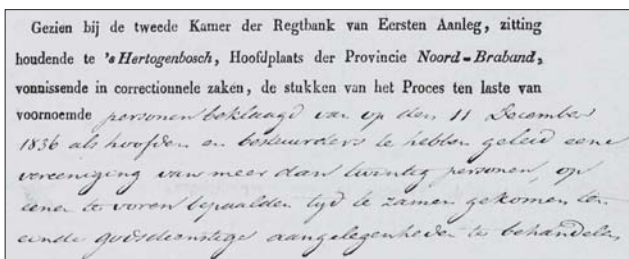 Gezien bij de tweede Kamer der Regtbank van Eersten Aanleg, zitting
houdende te 's Hertogenbosch, Hoofdplaats der Provincie Noord-Braband,
vonnissende in correctionnele zaken, de stukken van het Proces ten laste van
voornoemde personen beklaagd van op den 11 December
1836 als hoofden en bestuurders te hebben geleid eene
vereeniging van meer dan twintig personen, op
eenen te voren bepaalden tyd te zamen gekomen ten
einde godsdienstige aangelegenheden te behandelen